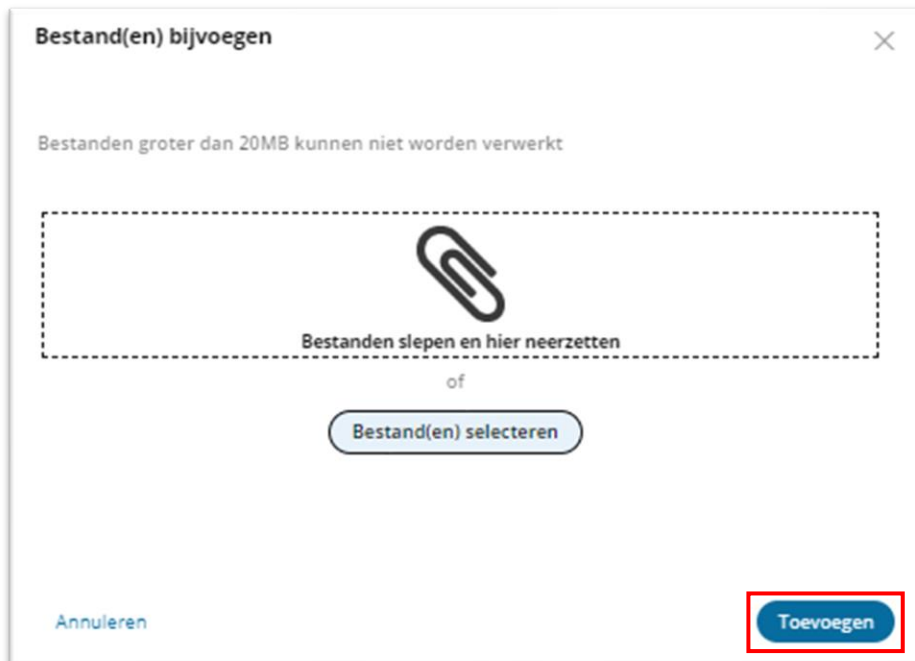 Bestand(en) bijvoegen
Bestanden groter dan 20MB kunnen niet worden verwerkt
Bestanden slepen en hier neerzetten
of
Bestand(en) selecteren
Annuleren
Toevoegen